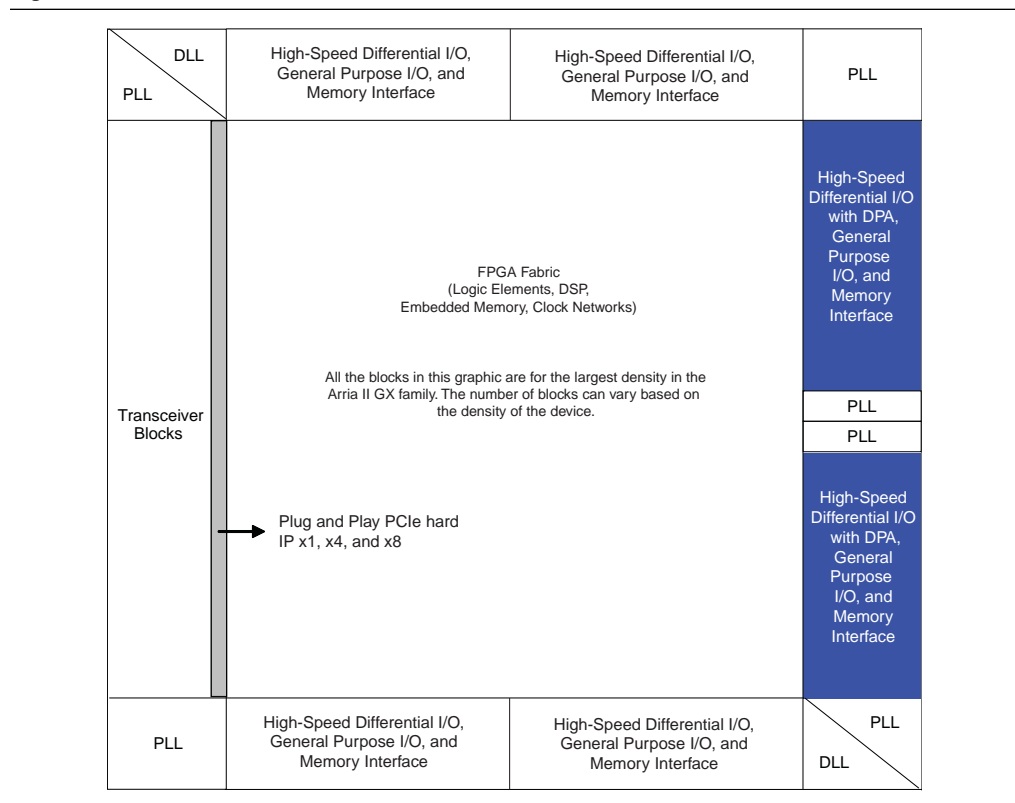 DLL
PLL
High-Speed Differential I/O,
General Purpose I/O, and
Memory Interface
High-Speed Differential I/O,
General Purpose I/O, and
Memory Interface
PLL
Transceiver
Blocks
FPGA Fabric
(Logic Elements, DSP,
Embedded Memory, Clock Networks)
All the blocks in this graphic are for the largest density in the
Arria II GX family. The number of blocks can vary based on
the density of the device.
Plug and Play PCIe hard
IP x1, x4, and x8
High-Speed
Differential I/O
with DPA,
General
Purpose
I/O, and
Memory
Interface
PLL
PLL
High-Speed
Differential I/O
with DPA,
General
Purpose
I/O, and
Memory
Interface
PLL
High-Speed Differential I/O,
General Purpose I/O, and
Memory Interface
High-Speed Differential I/O,
General Purpose I/O, and
Memory Interface
PLL
DLL